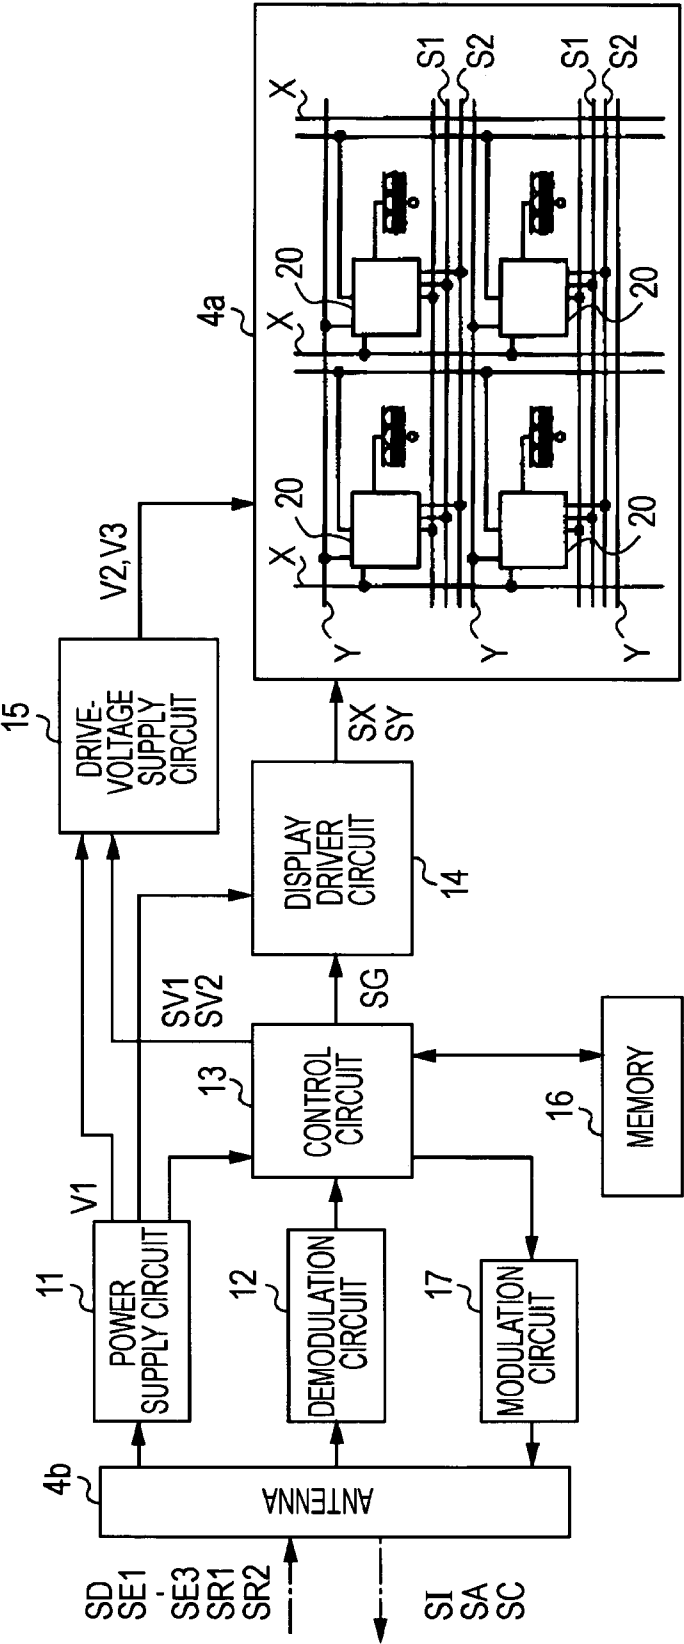 SD
SE1
-
SE3
SR1
SR2
SI
SA
SC
4b
ANTENNA
11
POWER
SUPPLY CIRCUIT
V1
12
DEMODULATION
CIRCUIT
17
MODULATION
CIRCUIT
13
CONTROL
CIRCUIT
SV1
SV2
SG
16
MEMORY
15
DRIVE-
VOLTAGE
SUPPLY
CIRCUIT
V2,V3
DISPLAY
DRIVER
CIRCUIT
14
SX
SY
4a
X
X
X
20
20
20
20
Y
Y
Y
S1
S2
S1
S2